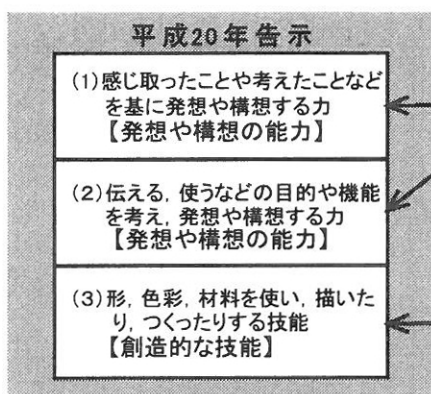 平成20年告示
(1)感じ取ったことや考えたことなど
を基に発想や構想する力
【発想や構想の能力】
(2)伝える,使うなどの目的や機能
を考え,発想や構想する力
【発想や構想の能力】
(3)形,色彩,材料を使い,描いた
り,つくったりする技能
【創造的な技能】